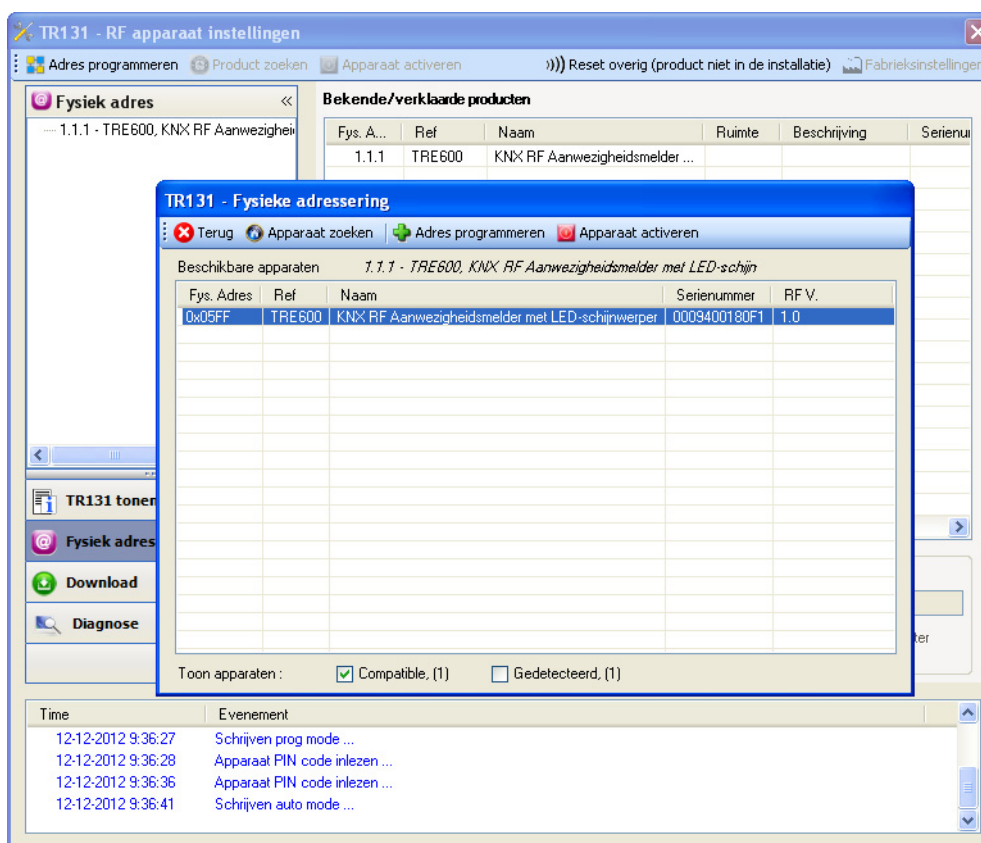 TR131 - RF apparaat instellingen
Adres programmeren Product zoeken Apparaat activeren ))) Reset overig (product niet in de installatie) Fabrieksinstellingen
Fysiek adres «
1.1.1 - TRE600, KNX RF Aanwezighei
Bekende/verklaarde producten
Fys. A... Ref Naam Ruimte Beschrijving Serienu
1.1.1 TRE600 KNX RF Aanwezigheidsmelder ...
TR131 - Fysieke adressering
Terug Apparaat zoeken Adres programmeren Apparaat activeren
Beschikbare apparaten 1.1.1 - TRE600, KNX RF Aanwezigheidsmelder met LED-schijn
Fys. Adres Ref Naam Serienummer RF V.
0x05FF TRE600 KNX RF Aanwezigheidsmelder met LED-schijnwerper 0009400180F1 1.0
TR131 tonen
Fysiek adres
Download
Diagnose
ter
Toon apparaten : Compatible, (1) Gedetecteerd, (1)
Time Evenement
12-12-2012 9:36:27 Schrijven prog mode ...
12-12-2012 9:36:28 Apparaat PIN code inlezen ...
12-12-2012 9:36:36 Apparaat PIN code inlezen ...
12-12-2012 9:36:41 Schrijven auto mode ...